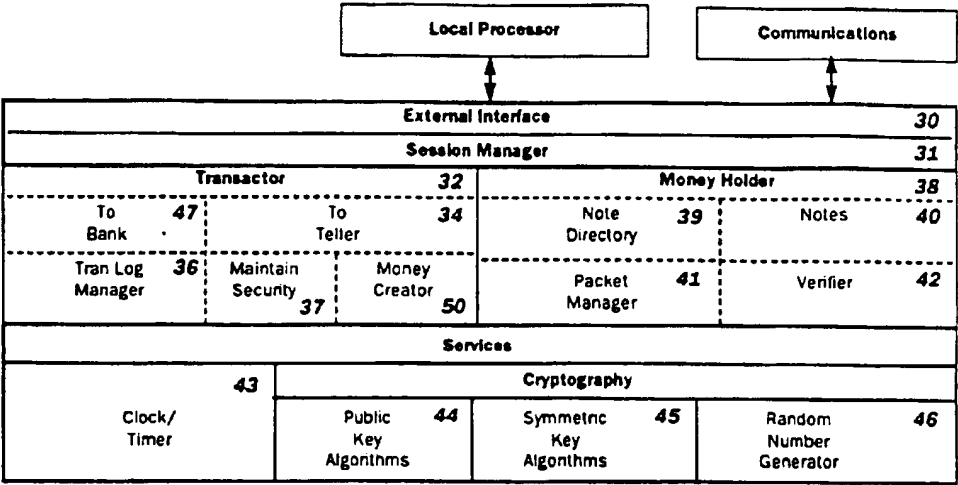 Local Processor
Communications
External Interface 30
Session Manager 31
Transactor 32
Money Holder 38
To Bank 47
To Teller 34
Note Directory 39
Notes 40
Tran Log Manager 36
Maintain Security 37
Money Creator 50
Packet Manager 41
Verifier 42
Services
43
Clock/
Timer
Cryptography
Public 44
Key
Algorithms
Symmetric 45
Key
Algorithms
Random 46
Number
Generator